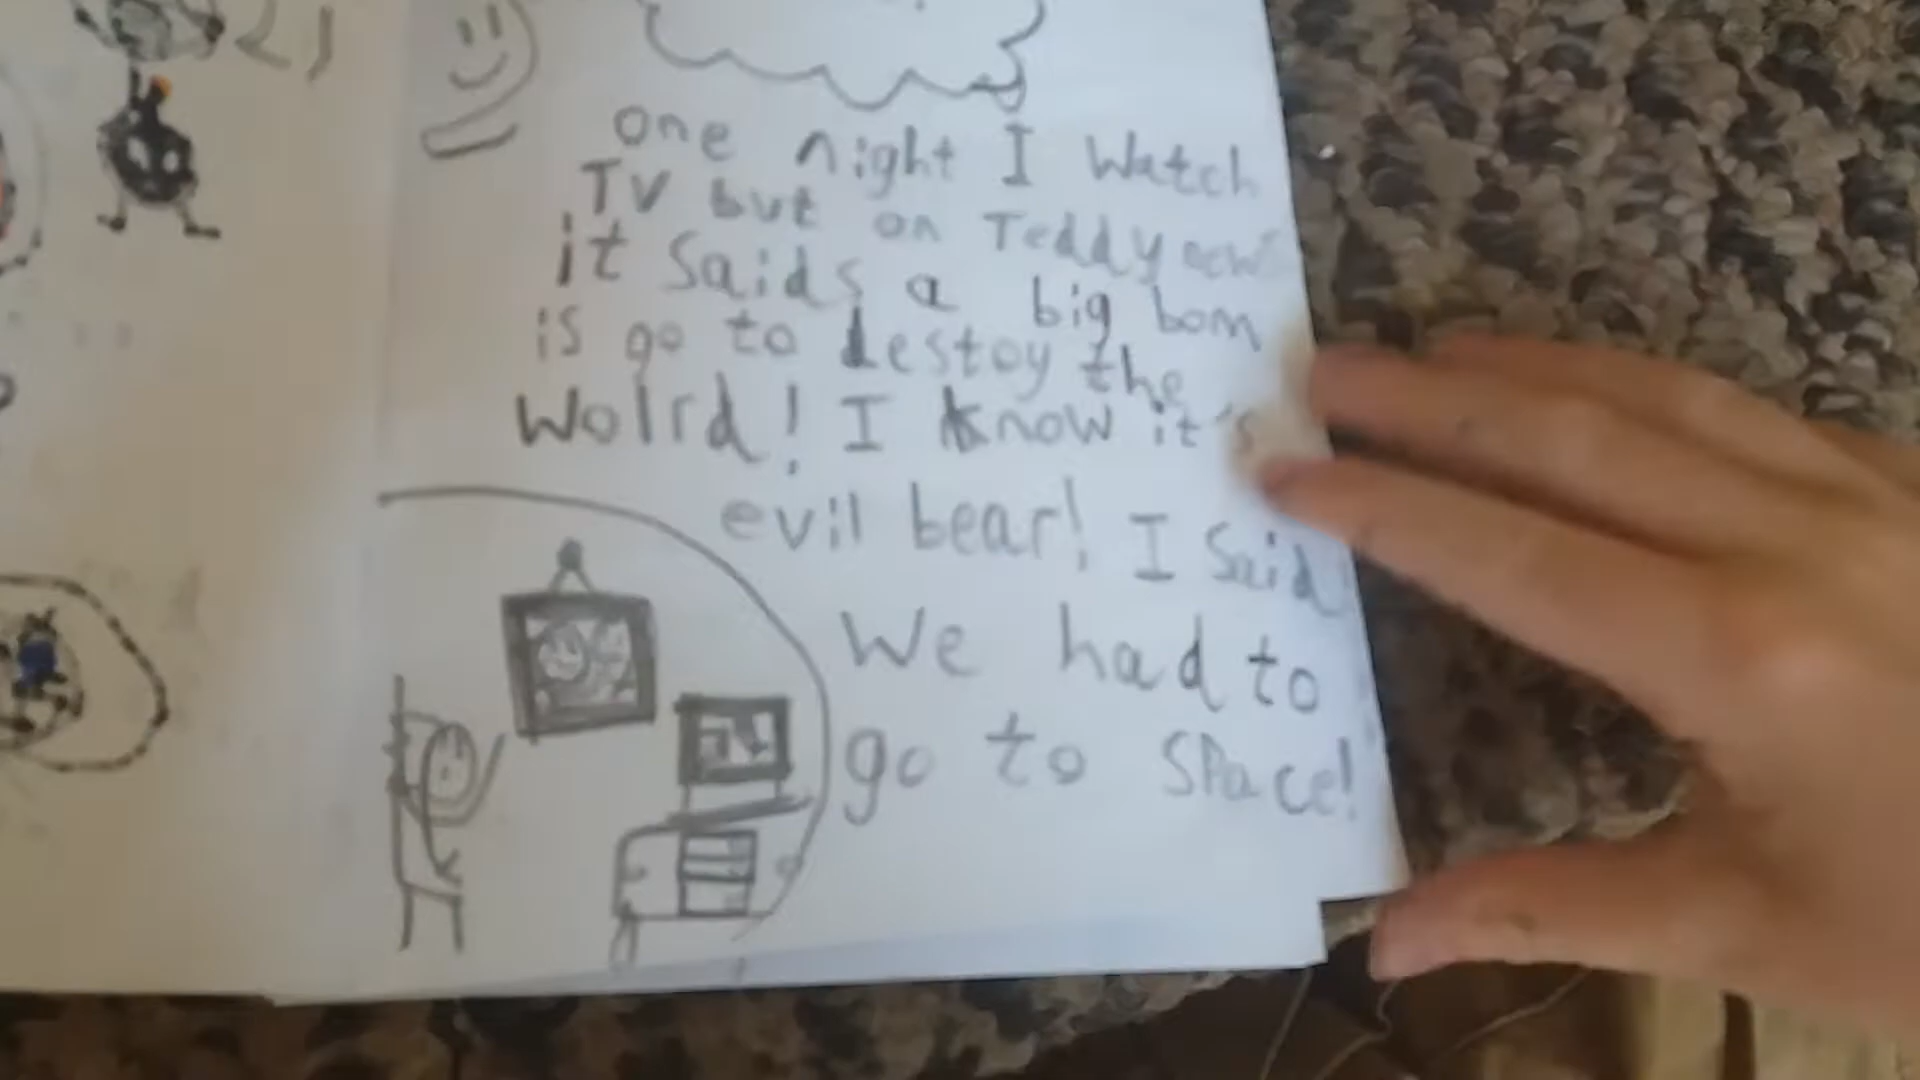 one night I Watch
TV but on Teddy new
it saids a big bom
is go to destoy the
Wolrd! I know it's
evil bear! I said
We had to
go to space!